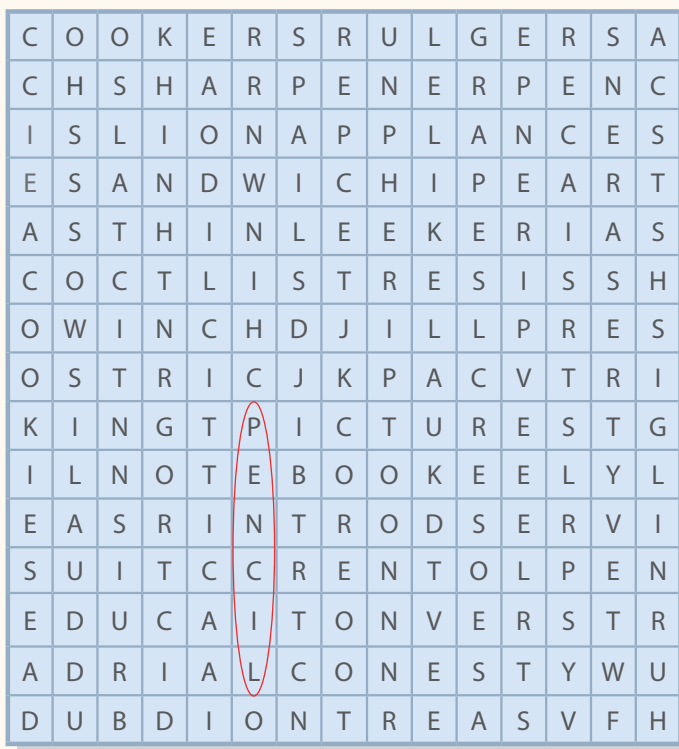 C O O K E R S R U L G E R S A
C H S H A R P E N E R P E N C
I S L I O N A P P L A N C E S
E S A N D W I C H I P E A R T
A S T H I N L E E K E R I A S
C O C T L I S T R E S I S S H
O W I N C H D J I L L P R E S
O S T R I C J K P A C V T R I
K I N G T P I C T U R E S T G
I L N O T E B O O K E E L Y L
E A S R I N T R O D S E R V I
S U I T C C R E N T O L P E N
E D U C A I T O N V E R S T R
A D R I A L C O N E S T Y W U
D U B D I O N T R E A S V F H